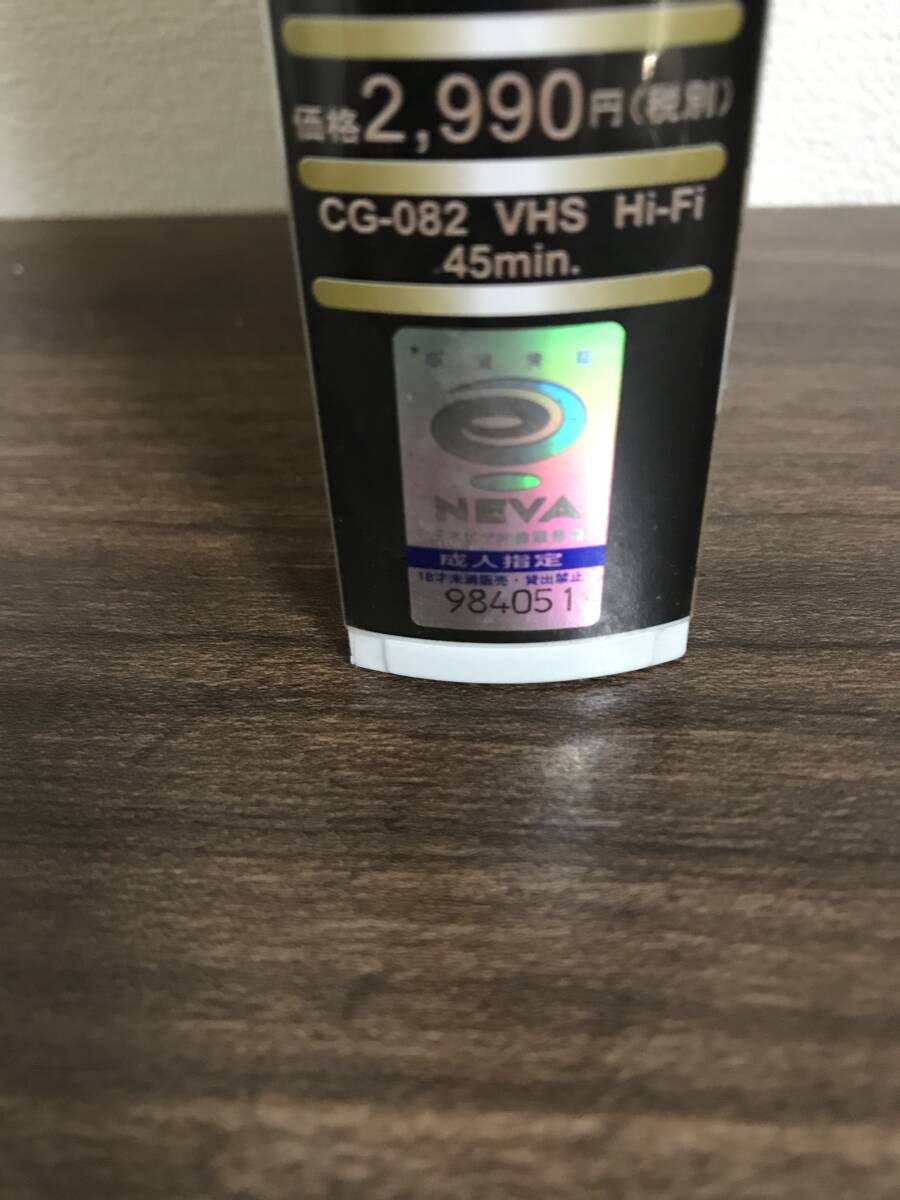 価格2,990円(税別)
CG-082 VHS Hi-Fi
45min.
NEVA
成人指定
18才未満販売・貸出禁止
984051